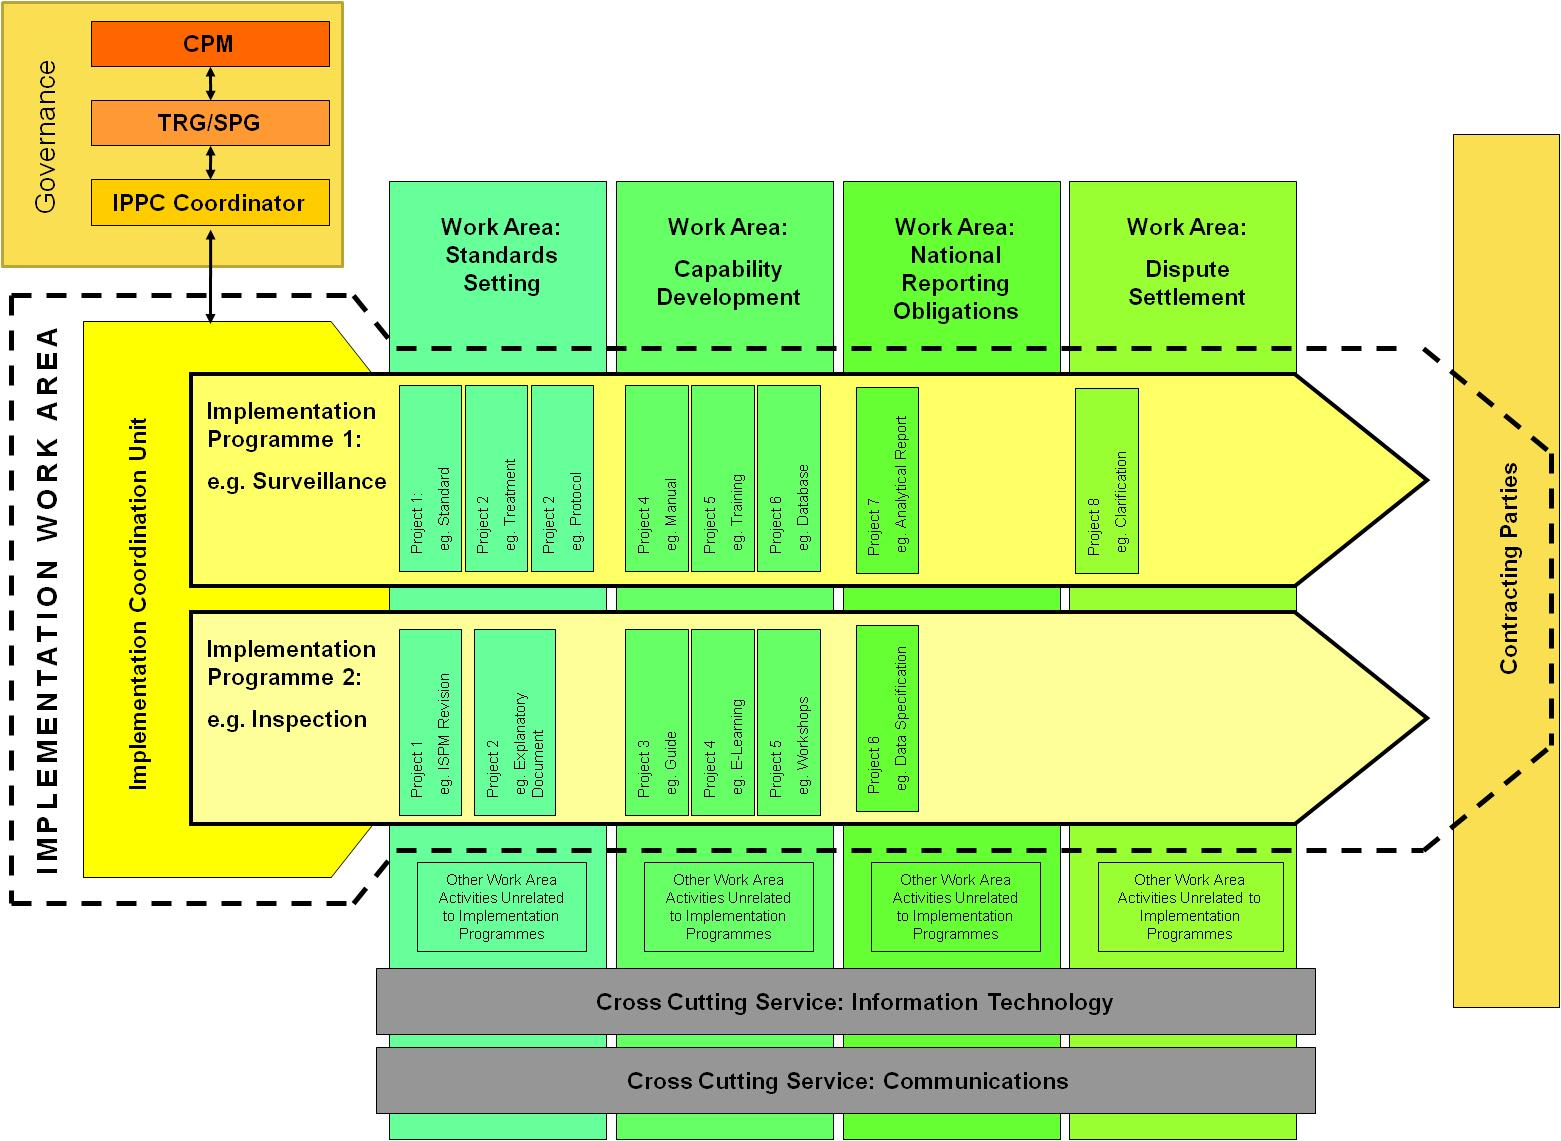 Governance
CPM
TRG/SPG
IPPC Coordinator
Work Area:
Standards
Setting
Work Area:
Capability
Development
Work Area:
National
Reporting
Obligations
Work Area:
Dispute
Settlement
IMPLEMENTATION WORK AREA
Implementation Coordination Unit
Implementation
Programme 1:
e.g. Surveillance
Project 1:
eg. Standard
Project 2
eg. Treatment
Project 2
eg. Protocol
Project 4
eg. Manual
Project 5
eg. Training
Project 6
eg. Database
Project 7
eg. Analytical Report
Project 8
eg. Clarification
Implementation
Programme 2:
e.g. Inspection
Project 1
eg. ISPM Revision
Project 2
eg. Explanatory
Document
Project 3
eg. Guide
Project 4
eg. E-Learning
Project 5
eg. Workshops
Project 6
eg. Data Specification
Contracting Parties
Other Work Area
Activities Unrelated
to Implementation
Programmes
Other Work Area
Activities Unrelated
to Implementation
Programmes
Other Work Area
Activities Unrelated
to Implementation
Programmes
Other Work Area
Activities Unrelated to
Implementation
Programmes
Cross Cutting Service: Information Technology
Cross Cutting Service: Communications